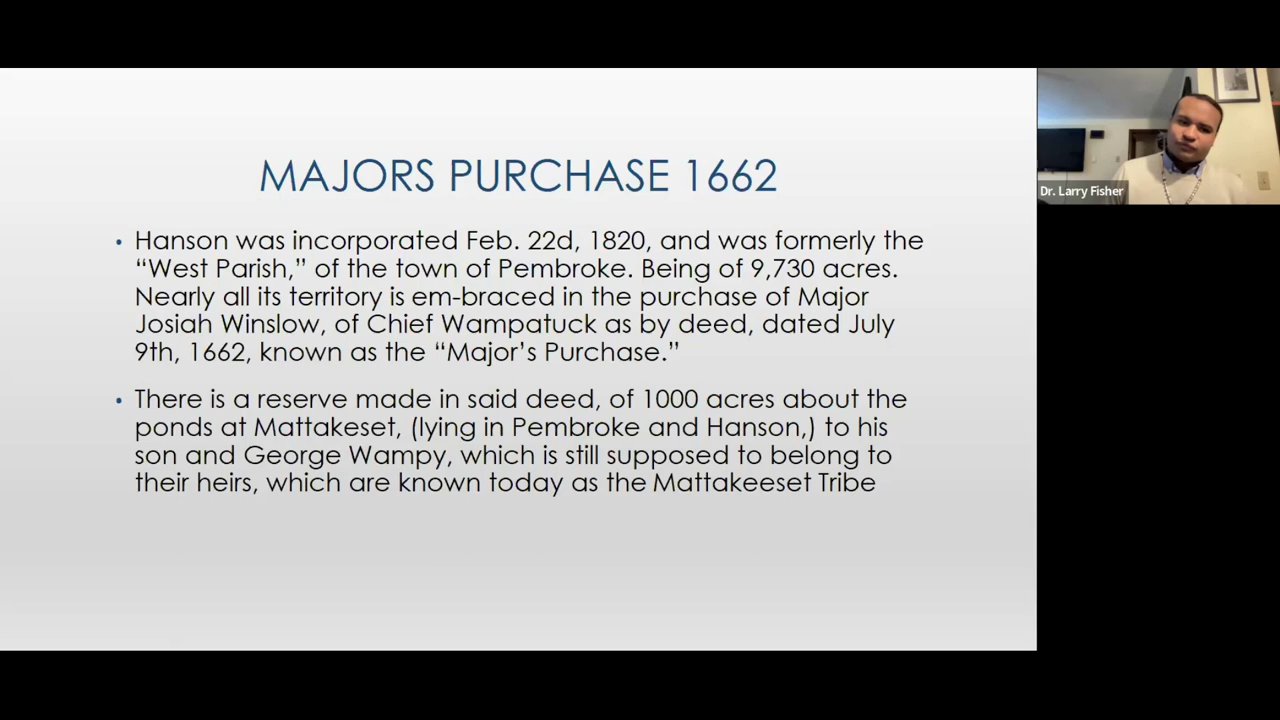 MAJORS PURCHASE 1662
• Hanson was incorporated Feb. 22d, 1820, and was formerly the
“West Parish,” of the town of Pembroke. Being of 9,730 acres.
Nearly all its territory is em-braced in the purchase of Major
Josiah Winslow, of Chief Wampatuck as by deed, dated July
9th, 1662, known as the “Major’s Purchase.”
• There is a reserve made in said deed, of 1000 acres about the
ponds at Mattakeset, (lying in Pembroke and Hanson,) to his
son and George Wampy, which is still supposed to belong to
their heirs, which are known today as the Mattakeeset Tribe
Dr. Larry Fisher